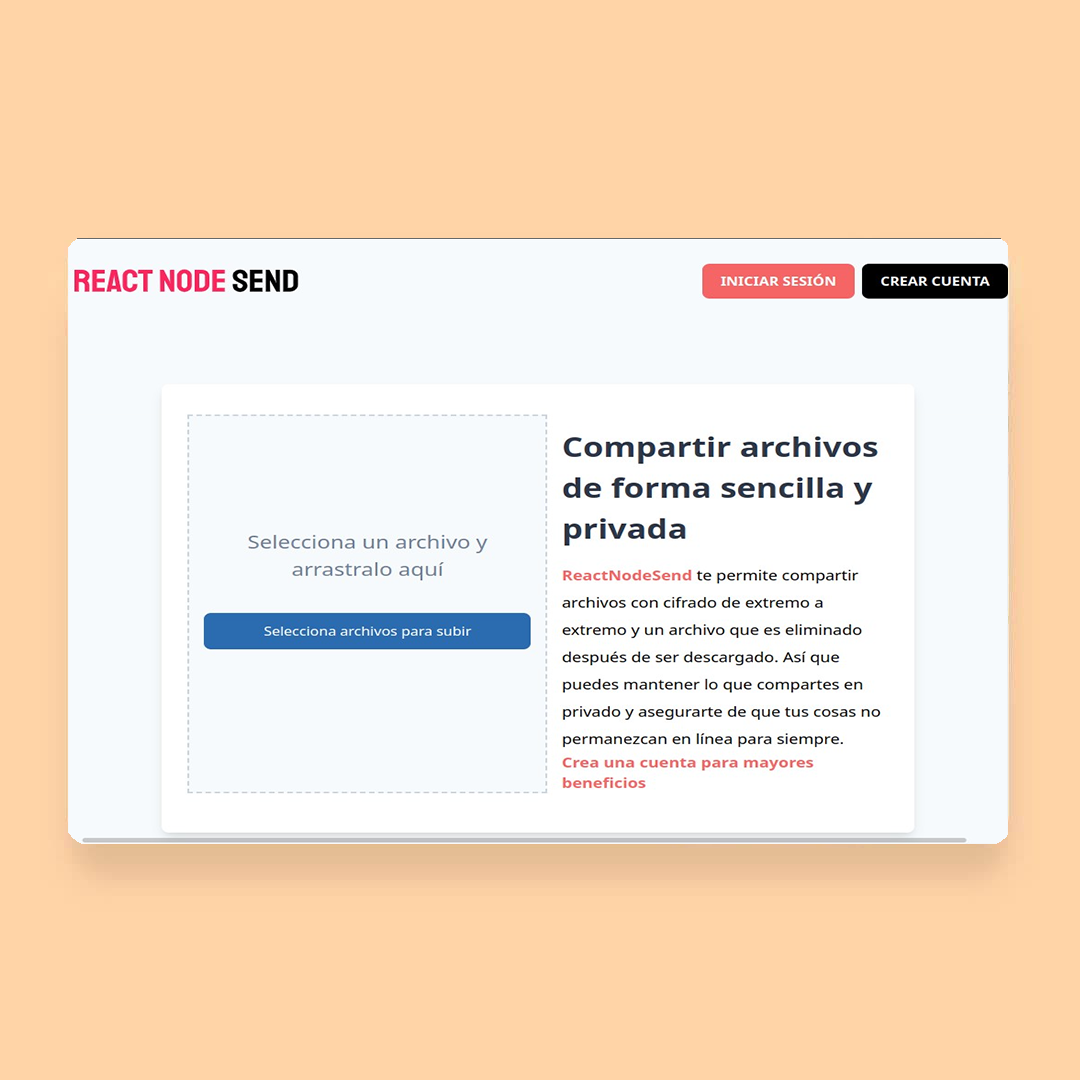 REACT NODE SEND
INICIAR SESIÓN
CREAR CUENTA
Selecciona un archivo y
arrastralo aquí
Selecciona archivos para subir
Compartir archivos
de forma sencilla y
privada
ReactNodeSend te permite compartir
archivos con cifrado de extremo a
extremo y un archivo que es eliminado
después de ser descargado. Así que
puedes mantener lo que compartes en
privado y asegurarte de que tus cosas no
permanezcan en línea para siempre.
Crea una cuenta para mayores
beneficios